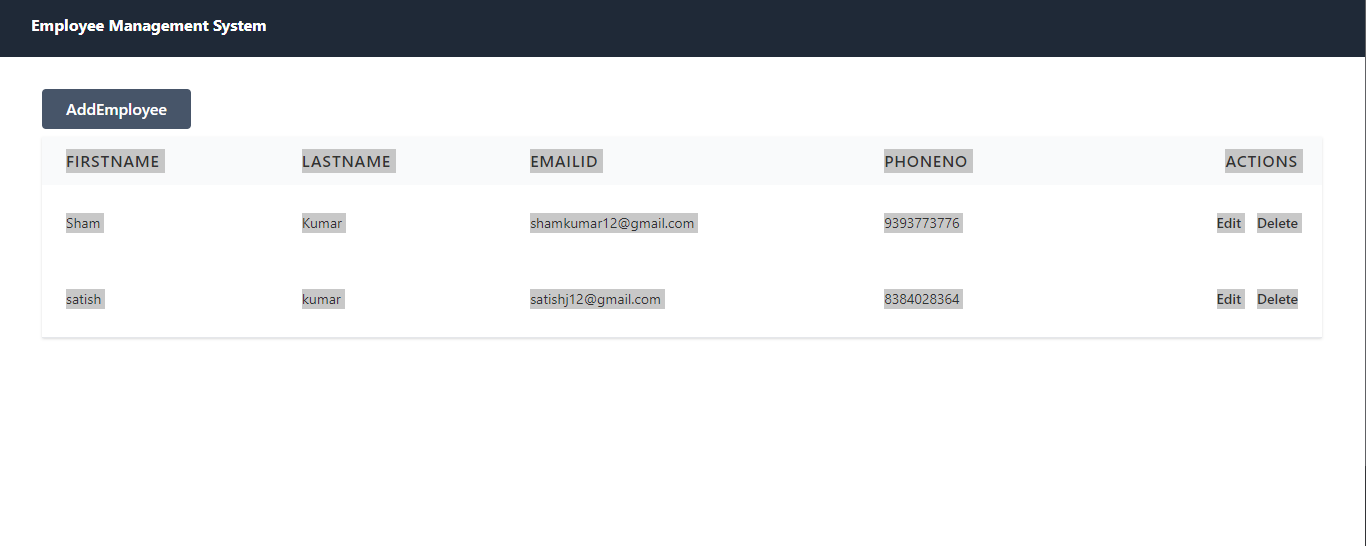 Employee Management System
AddEmployee
FIRSTNAME LASTNAME EMAILID PHONENO ACTIONS
Sham Kumar shamkumar12@gmail.com 9393773776 Edit Delete
satish kumar satishj12@gmail.com 8384028364 Edit Delete